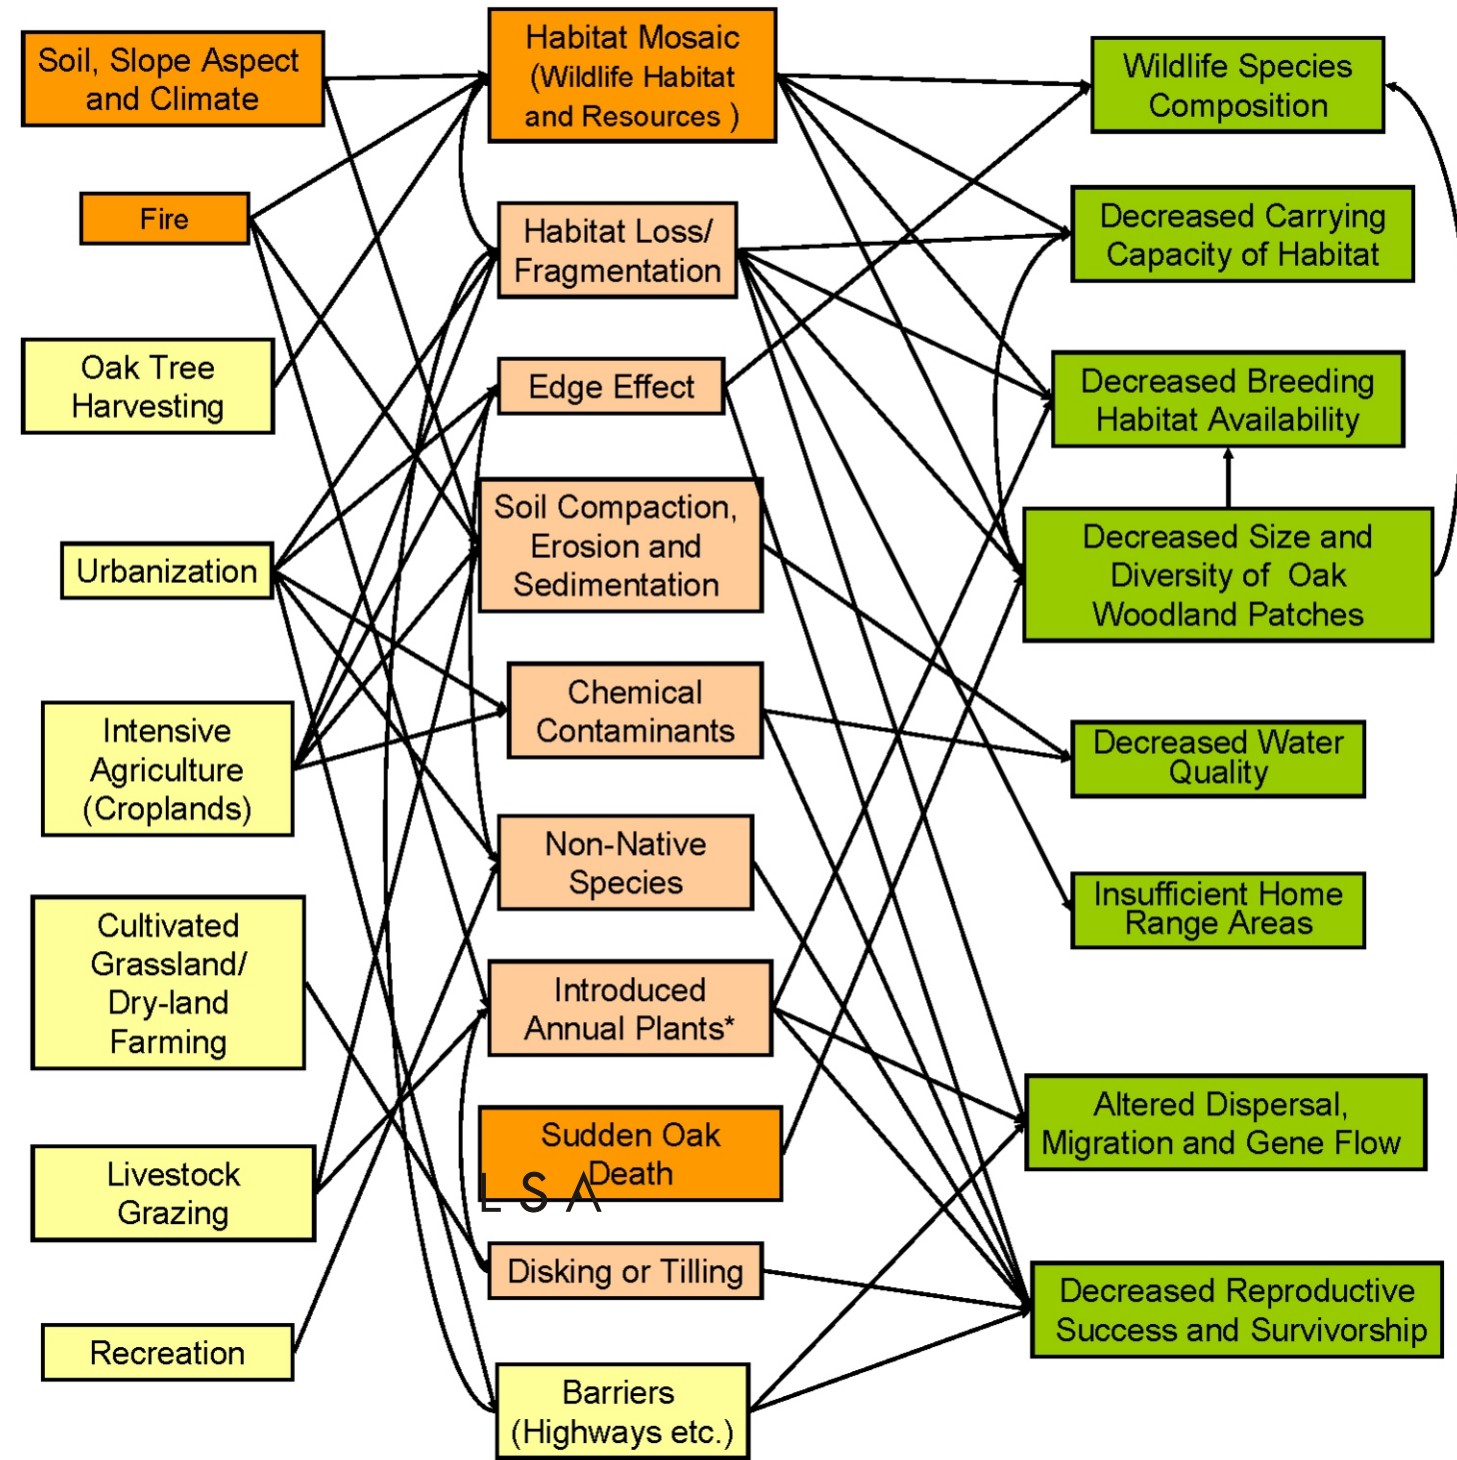 Soil, Slope Aspect
and Climate
Fire
Oak Tree
Harvesting
Urbanization
Intensive
Agriculture
(Croplands)
Cultivated
Grassland/
Dry-land
Farming
Livestock
Grazing
Recreation
Habitat Mosaic
(Wildlife Habitat
and Resources )
Habitat Loss/
Fragmentation
Edge Effect
Soil Compaction,
Erosion and
Sedimentation
Chemical
Contaminants
Non-Native
Species
Introduced
Annual Plants*
Sudden Oak
Death
LSA
Disking or Tilling
Barriers
(Highways etc.)
Wildlife Species
Composition
Decreased Carrying
Capacity of Habitat
Decreased Breeding
Habitat Availability
Decreased Size and
Diversity of Oak
Woodland Patches
Decreased Water
Quality
Insufficient Home
Range Areas
Altered Dispersal,
Migration and Gene Flow
Decreased Reproductive
Success and Survivorship